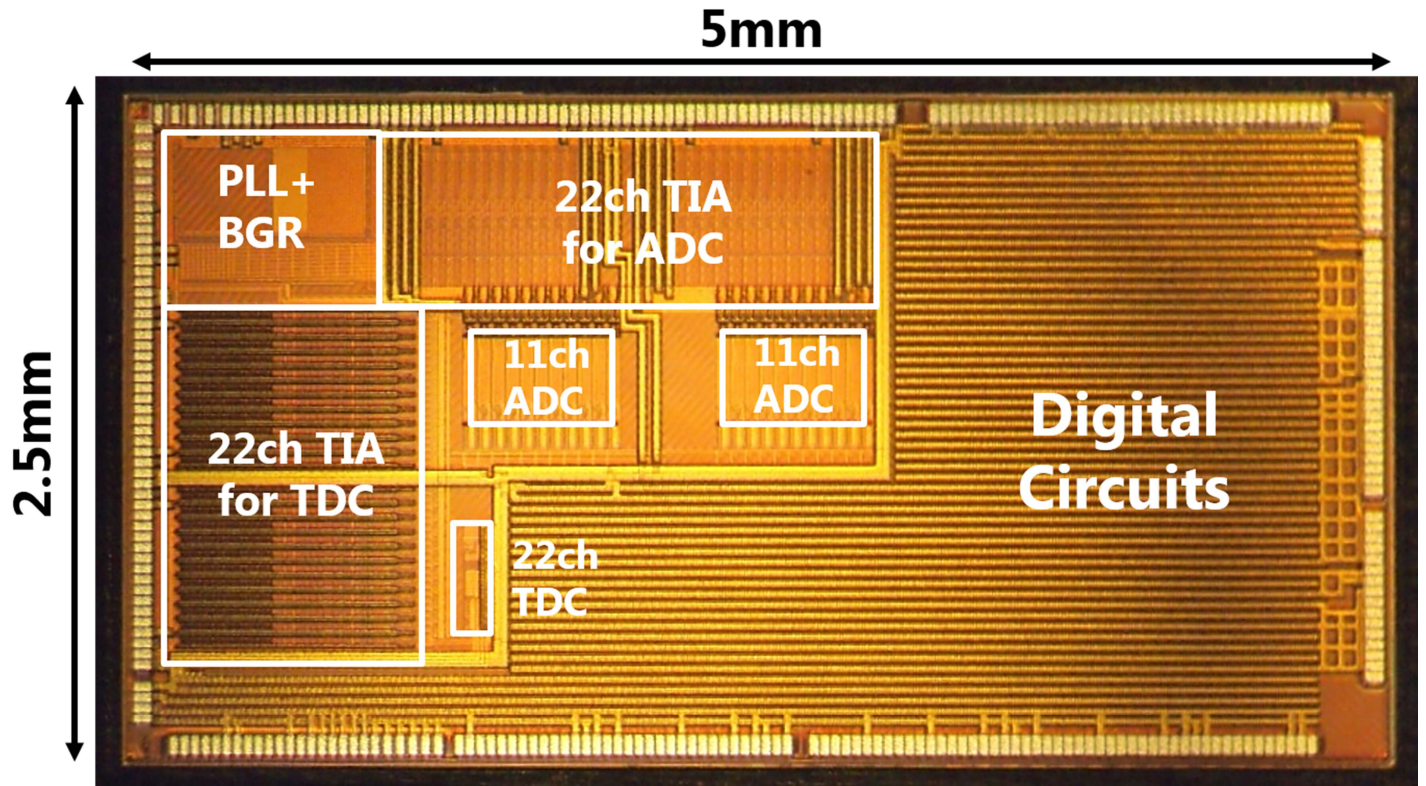 5mm
2.5mm
PLL+
BGR
22ch TIA
for ADC
11ch
ADC
11ch
ADC
22ch TIA
for TDC
22ch
TDC
Digital
Circuits